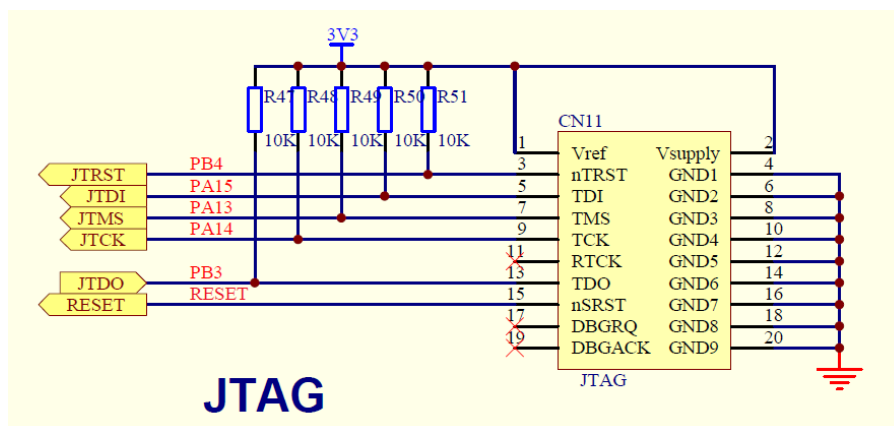 3V3
R47 R48 R49 R50 R51
10K 10K 10K 10K 10K
CN11
1 Vref Vsupply 2
JTRST PB4 3 nTRST GND1 4
JTDI PA15 5 TDI GND2 6
JTMS PA13 7 TMS GND3 8
JTCK PA14 9 TCK GND4 10
11 RTCK GND5 12
JTDO PB3 13 TDO GND6 14
RESET RESET 15 nSRST GND7 16
17 DBGRQ GND8 18
19 DBGACK GND9 20
JTAG
JTAG